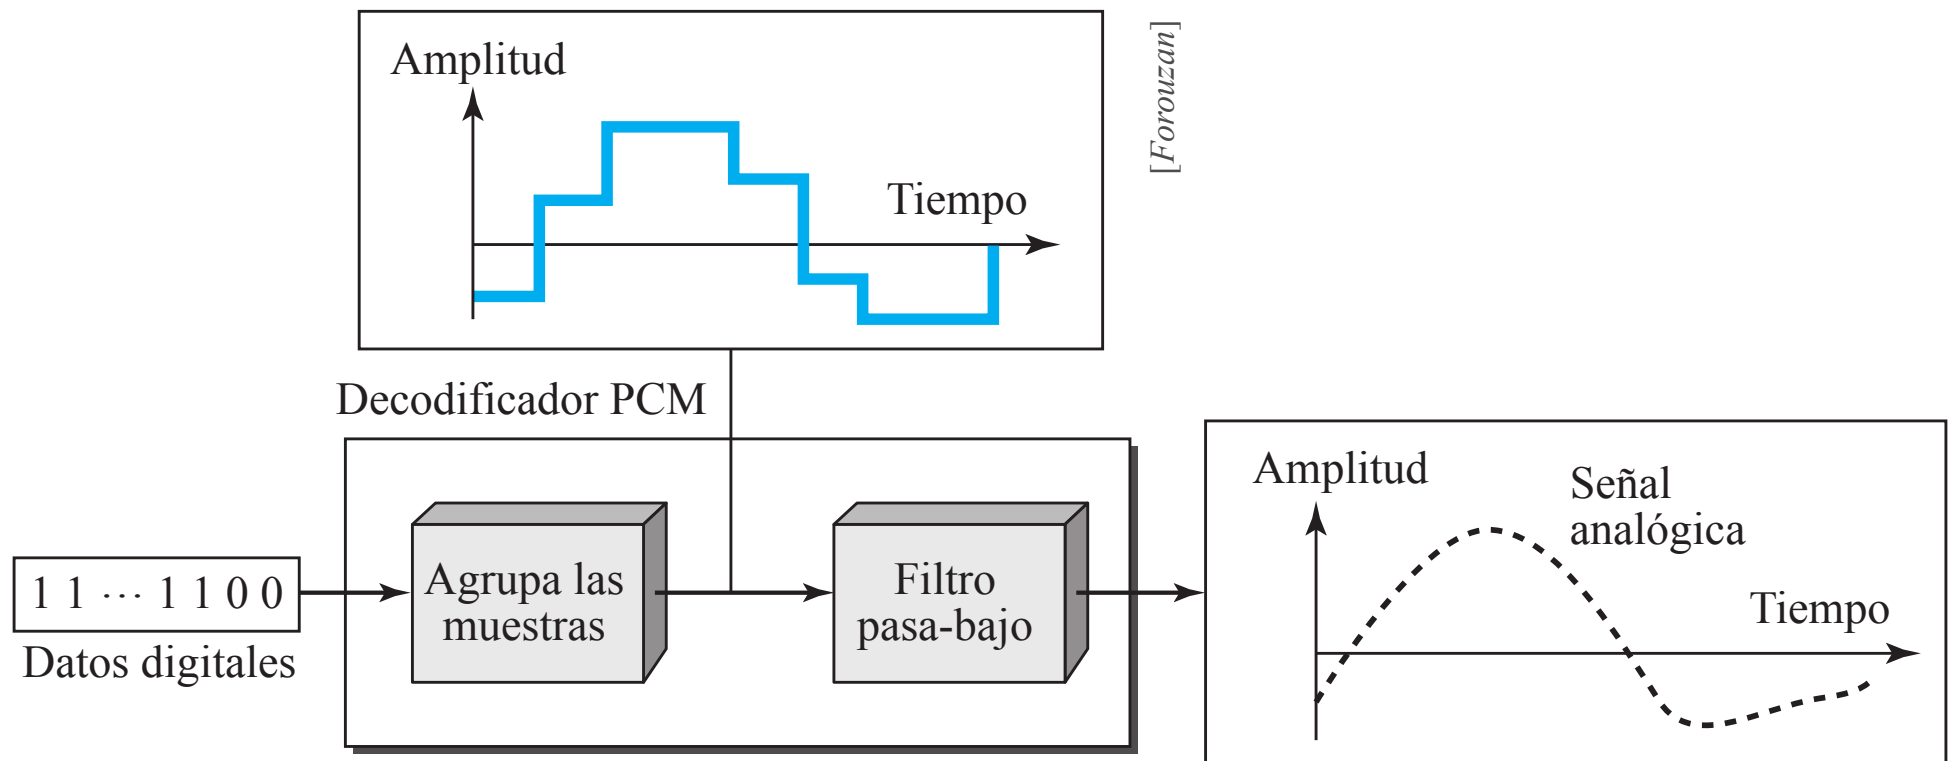 Amplitud
Tiempo
[Forouzan]
Decodificador PCM
1 1 ··· 1 1 0 0
Datos digitales
Agrupa las
muestras
Filtro
pasa-bajo
Amplitud
Señal
analógica
Tiempo